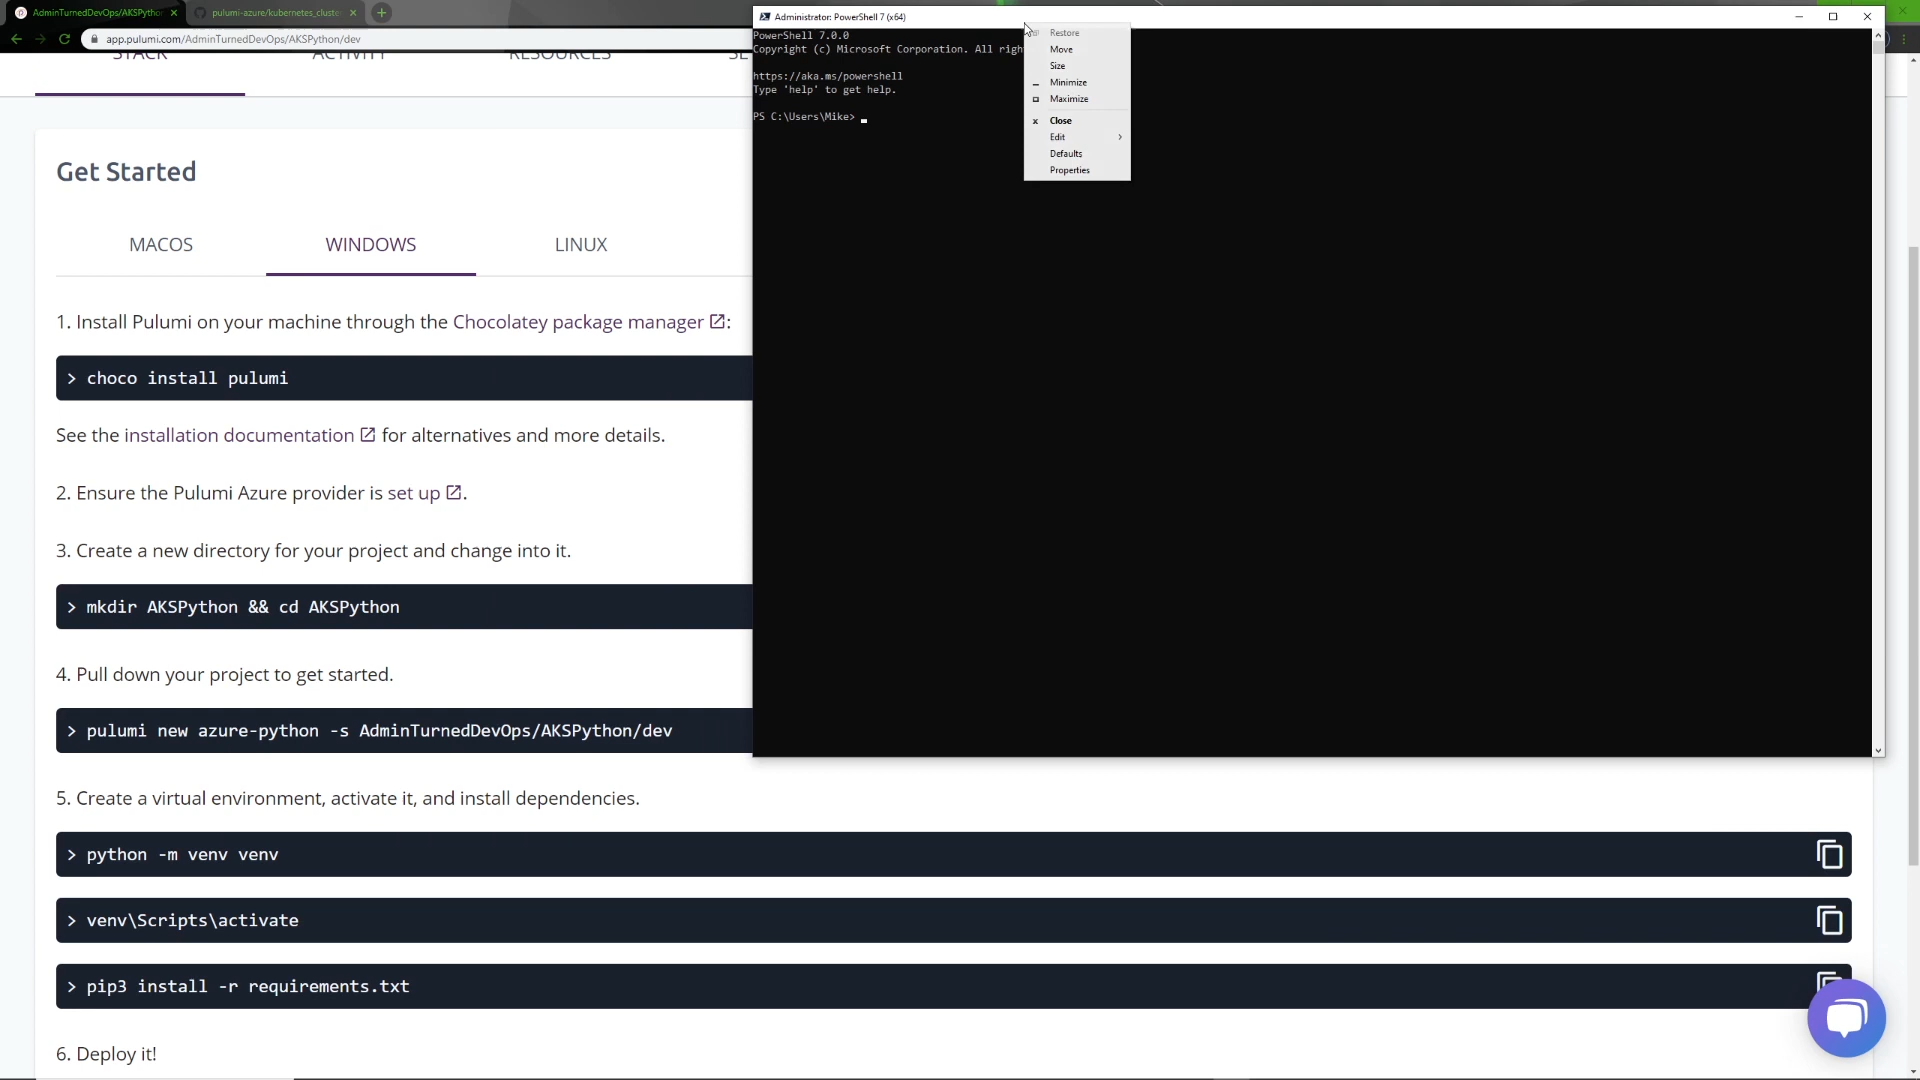 AdminTurnedDevOps/AKSPython
pulumi-azure/kubernetes_cluste
app.pulumi.com/AdminTurnedDevOps/AKSPython/dev
STACK
ACTIVITY
RESOURCES
SE
Get Started
MACOS
WINDOWS
LINUX
1. Install Pulumi on your machine through the Chocolatey package manager:
> choco install pulumi
See the installation documentation for alternatives and more details.
2. Ensure the Pulumi Azure provider is set up.
3. Create a new directory for your project and change into it.
> mkdir AKSPython && cd AKSPython
4. Pull down your project to get started.
> pulumi new azure-python -s AdminTurnedDevOps/AKSPython/dev
5. Create a virtual environment, activate it, and install dependencies.
> python -m venv venv
> venv\Scripts\activate
> pip3 install -r requirements.txt
6. Deploy it!
Administrator: PowerShell 7 (x64)
PowerShell 7.0.0
Copyright (c) Microsoft Corporation. All righ
https://aka.ms/powershell
Type 'help' to get help.
PS C:\Users\Mike>
Restore
Move
Size
Minimize
Maximize
Close
Edit
Defaults
Properties